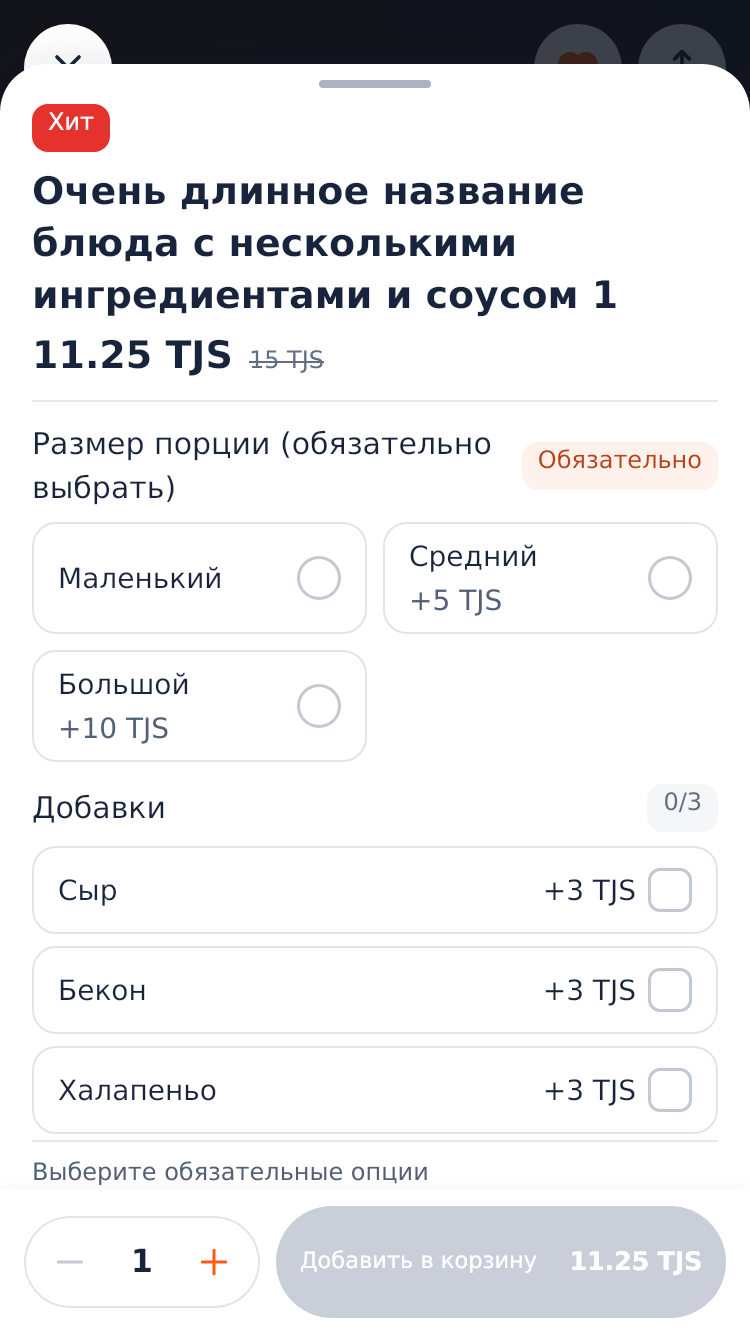 Хит
Очень длинное название
блюда с несколькими
ингредиентами и соусом 1
11.25 TJS 15 TJS
Размер порции (обязательно
выбрать)
Обязательно
Маленький
Средний
+5 TJS
Большой
+10 TJS
Добавки
0/3
Сыр +3 TJS
Бекон +3 TJS
Халапеньо +3 TJS
Выберите обязательные опции
1
Добавить в корзину 11.25 TJS